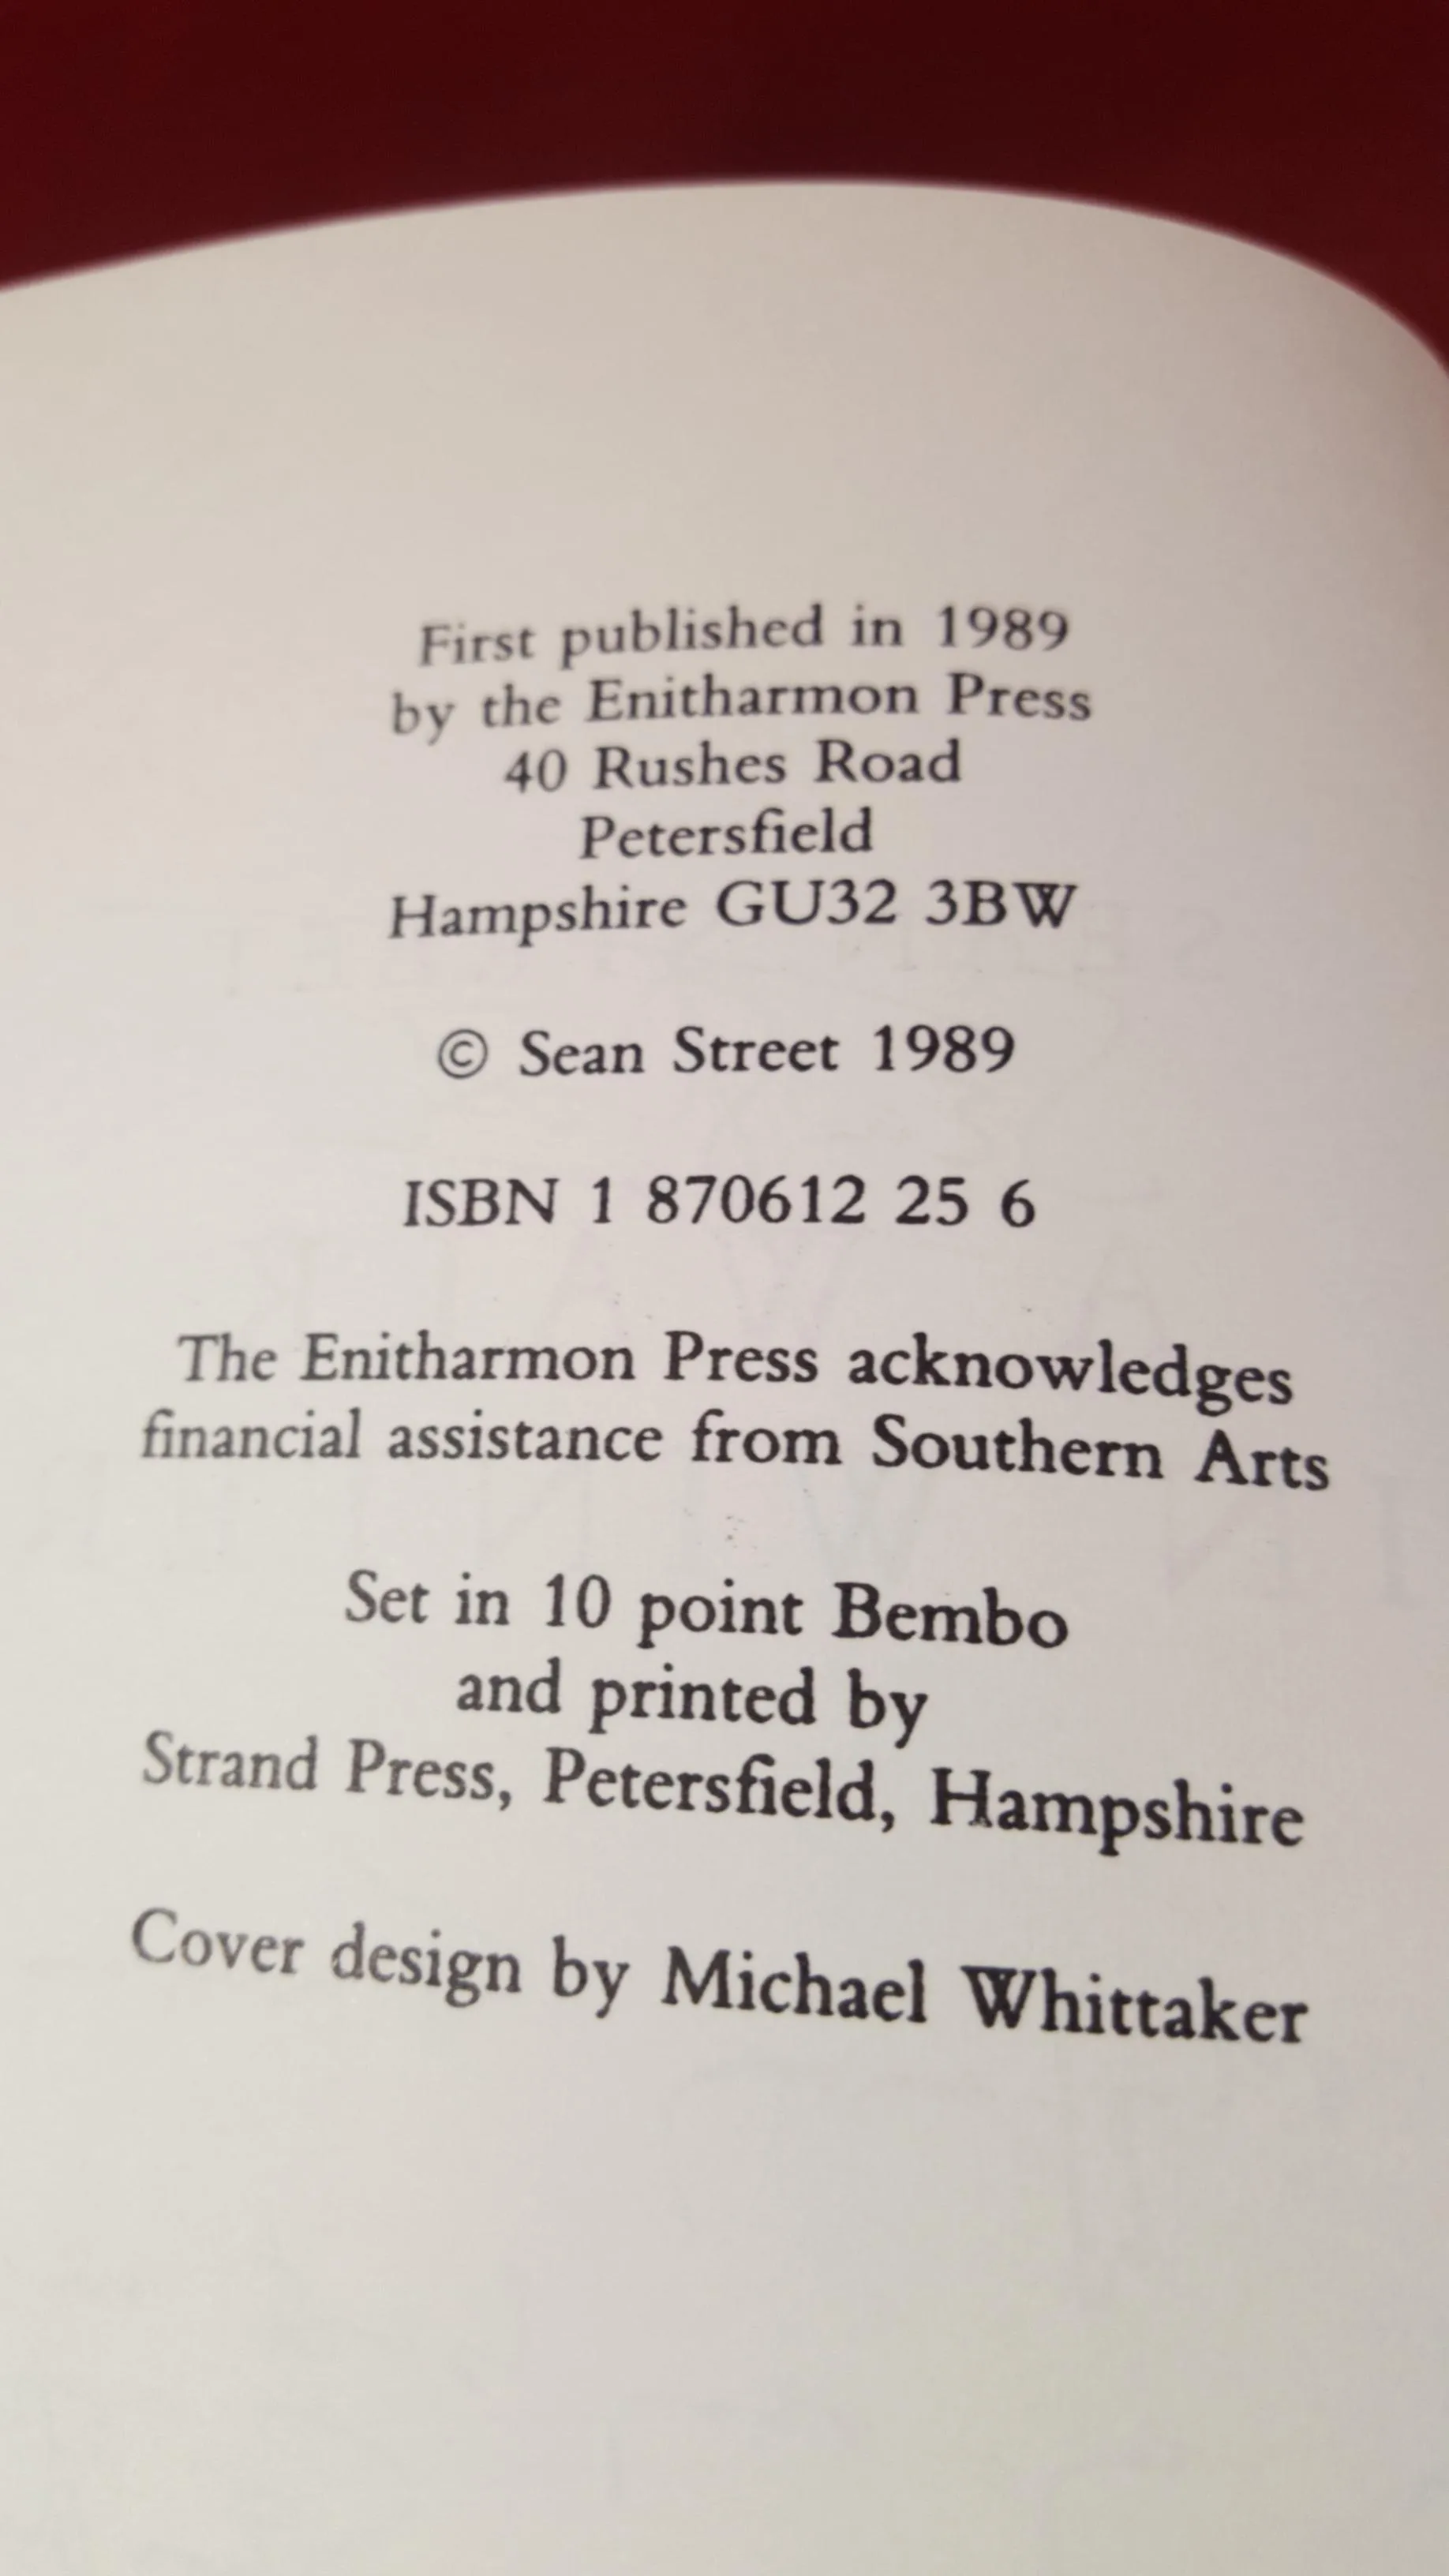 First published in 1989
by the Enitharmon Press
40 Rushes Road
Petersfield
Hampshire GU32 3BW
© Sean Street 1989
ISBN 1 870612 25 6
The Enitharmon Press acknowledges
financial assistance from Southern Arts
Set in 10 point Bembo
and printed by
Strand Press, Petersfield, Hampshire
Cover design by Michael Whittaker